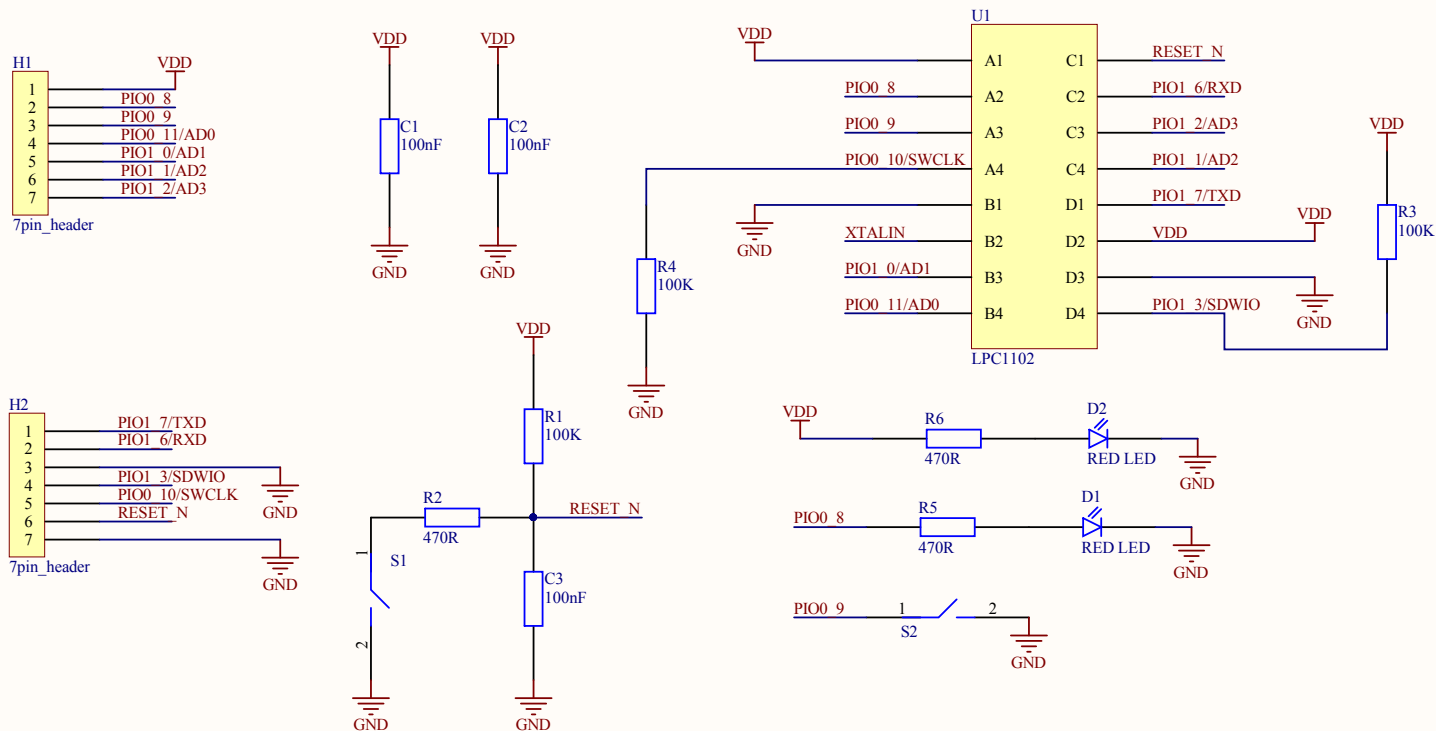 H1
VDD
1
2 PIO0_8
3 PIO0_9
4 PIO0_11/AD0
5 PIO1_0/AD1
6 PIO1_1/AD2
7 PIO1_2/AD3
7pin_header
VDD
C1
100nF
GND
VDD
C2
100nF
GND
U1
VDD
A1
PIO0_8 A2
PIO0_9 A3
PIO0_10/SWCLK A4
B1
GND
XTALIN B2
PIO1_0/AD1 B3
PIO0_11/AD0 B4
C1 RESET_N
C2 PIO1_6/RXD
C3 PIO1_2/AD3
C4 PIO1_1/AD2
D1 PIO1_7/TXD
D2 VDD
VDD
D3
GND
D4 PIO1_3/SDWIO
LPC1102
VDD
R3
100K
R4
100K
GND
H2
1 PIO1_7/TXD
2 PIO1_6/RXD
3
GND
4 PIO1_3/SDWIO
5 PIO0_10/SWCLK
6 RESET_N
7
GND
7pin_header
VDD
R1
100K
R2
470R
RESET_N
1
S1
2
GND
C3
100nF
GND
VDD
R6
470R
D2
RED LED
GND
PIO0_8
R5
470R
D1
RED LED
GND
PIO0_9
1
2
S2
GND